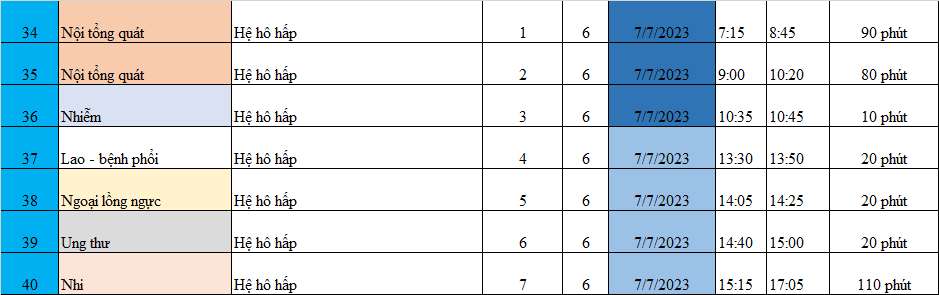 34 Nội tổng quát Hệ hô hấp 1 6 7/7/2023 7:15 8:45 90 phút
35 Nội tổng quát Hệ hô hấp 2 6 7/7/2023 9:00 10:20 80 phút
36 Nhiễm Hệ hô hấp 3 6 7/7/2023 10:35 10:45 10 phút
37 Lao - bệnh phổi Hệ hô hấp 4 6 7/7/2023 13:30 13:50 20 phút
38 Ngoại lồng ngực Hệ hô hấp 5 6 7/7/2023 14:05 14:25 20 phút
39 Ung thư Hệ hô hấp 6 6 7/7/2023 14:40 15:00 20 phút
40 Nhi Hệ hô hấp 7 6 7/7/2023 15:15 17:05 110 phút